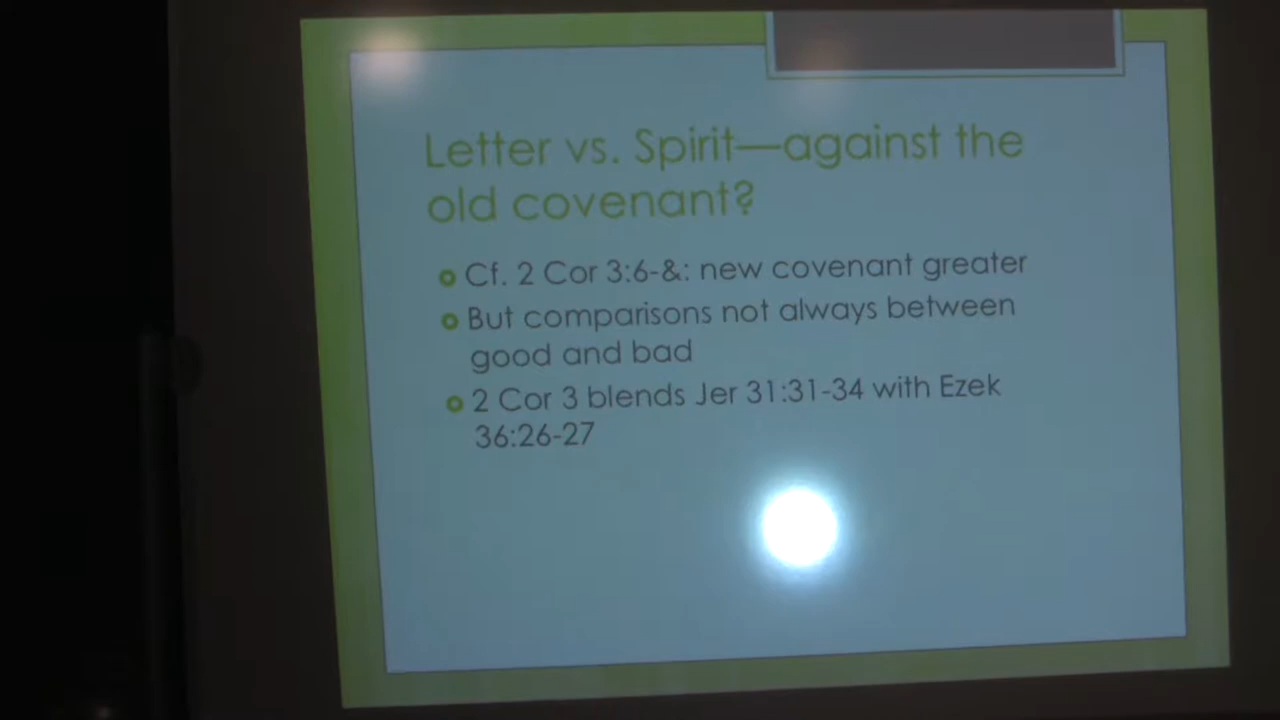 Letter vs. Spirit—against the
old covenant?
Cf. 2 Cor 3:6-&: new covenant greater
But comparisons not always between
good and bad
2 Cor 3 blends Jer 31:31-34 with Ezek
36:26-27